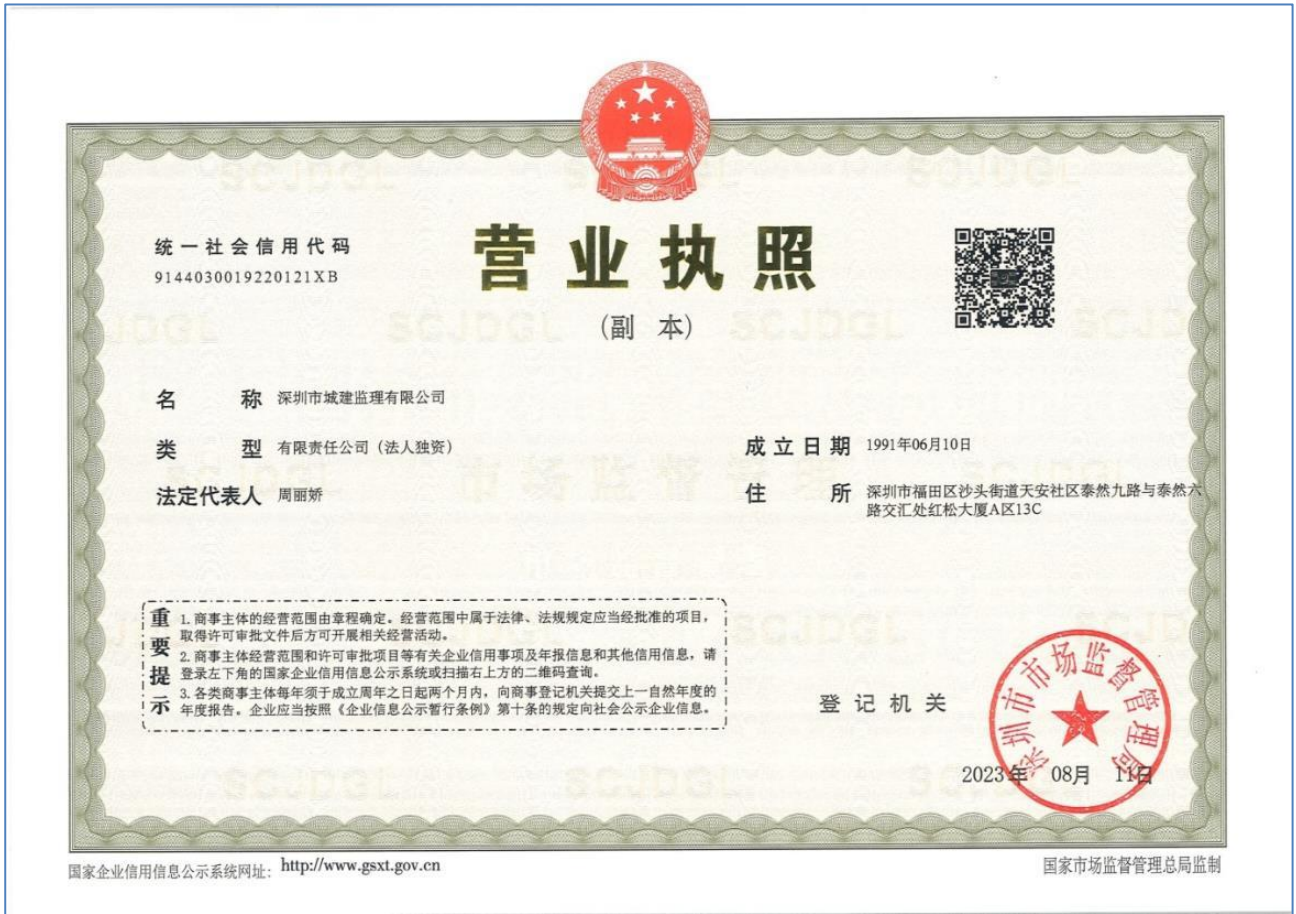 统一社会信用代码
9144030019220121XB
营业执照
(副 本)
名 称 深圳市城建监理有限公司
类 型 有限责任公司（法人独资）
法定代表人 周丽娇
成立日期 1991年06月10日
住 所 深圳市福田区沙头街道天安社区泰然九路与泰然六
路交汇处红松大厦A区13C
重要提示
1. 商事主体的经营范围由章程确定。经营范围中属于法律、法规规定应当经批准的项目，
取得许可审批文件后方可开展相关经营活动。
2. 商事主体经营范围和许可审批项目等有关企业信用事项及年报信息和其他信用信息，请
登录左下角的国家企业信用信息公示系统或扫描右上方的二维码查询。
3. 各类商事主体每年须于成立周年之日起两个月内，向商事登记机关提交上一自然年度的
年度报告。企业应当按照《企业信息公示暂行条例》第十条的规定向社会公示企业信息。
登记机关
深圳市市场监督管理局
2023年 08月 11日
国家企业信用信息公示系统网址: http://www.gsxt.gov.cn
国家市场监督管理总局监制
SCJDGL
市场监督管理